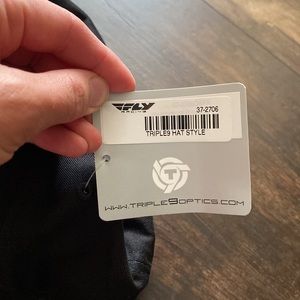 FLY
RACING
37-2706
TRIPLE9 HAT STYLE
T
WWW.TRIPLE9OPTICS.COM